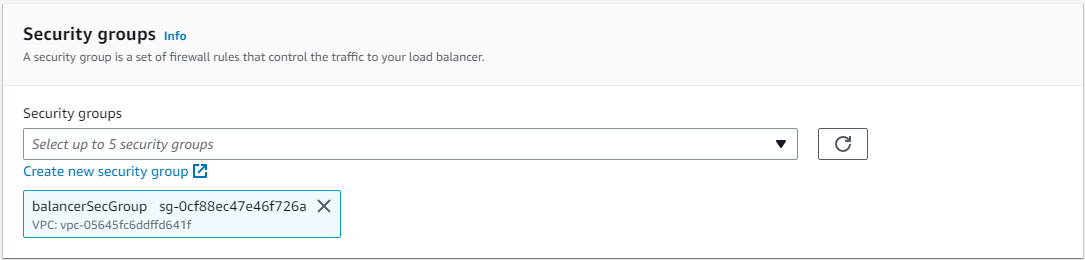 Security groups Info
A security group is a set of firewall rules that control the traffic to your load balancer.
Security groups
Select up to 5 security groups
Create new security group
balancerSecGroup sg-0cf88ec47e46f726a
VPC: vpc-05645fc6ddffd641f